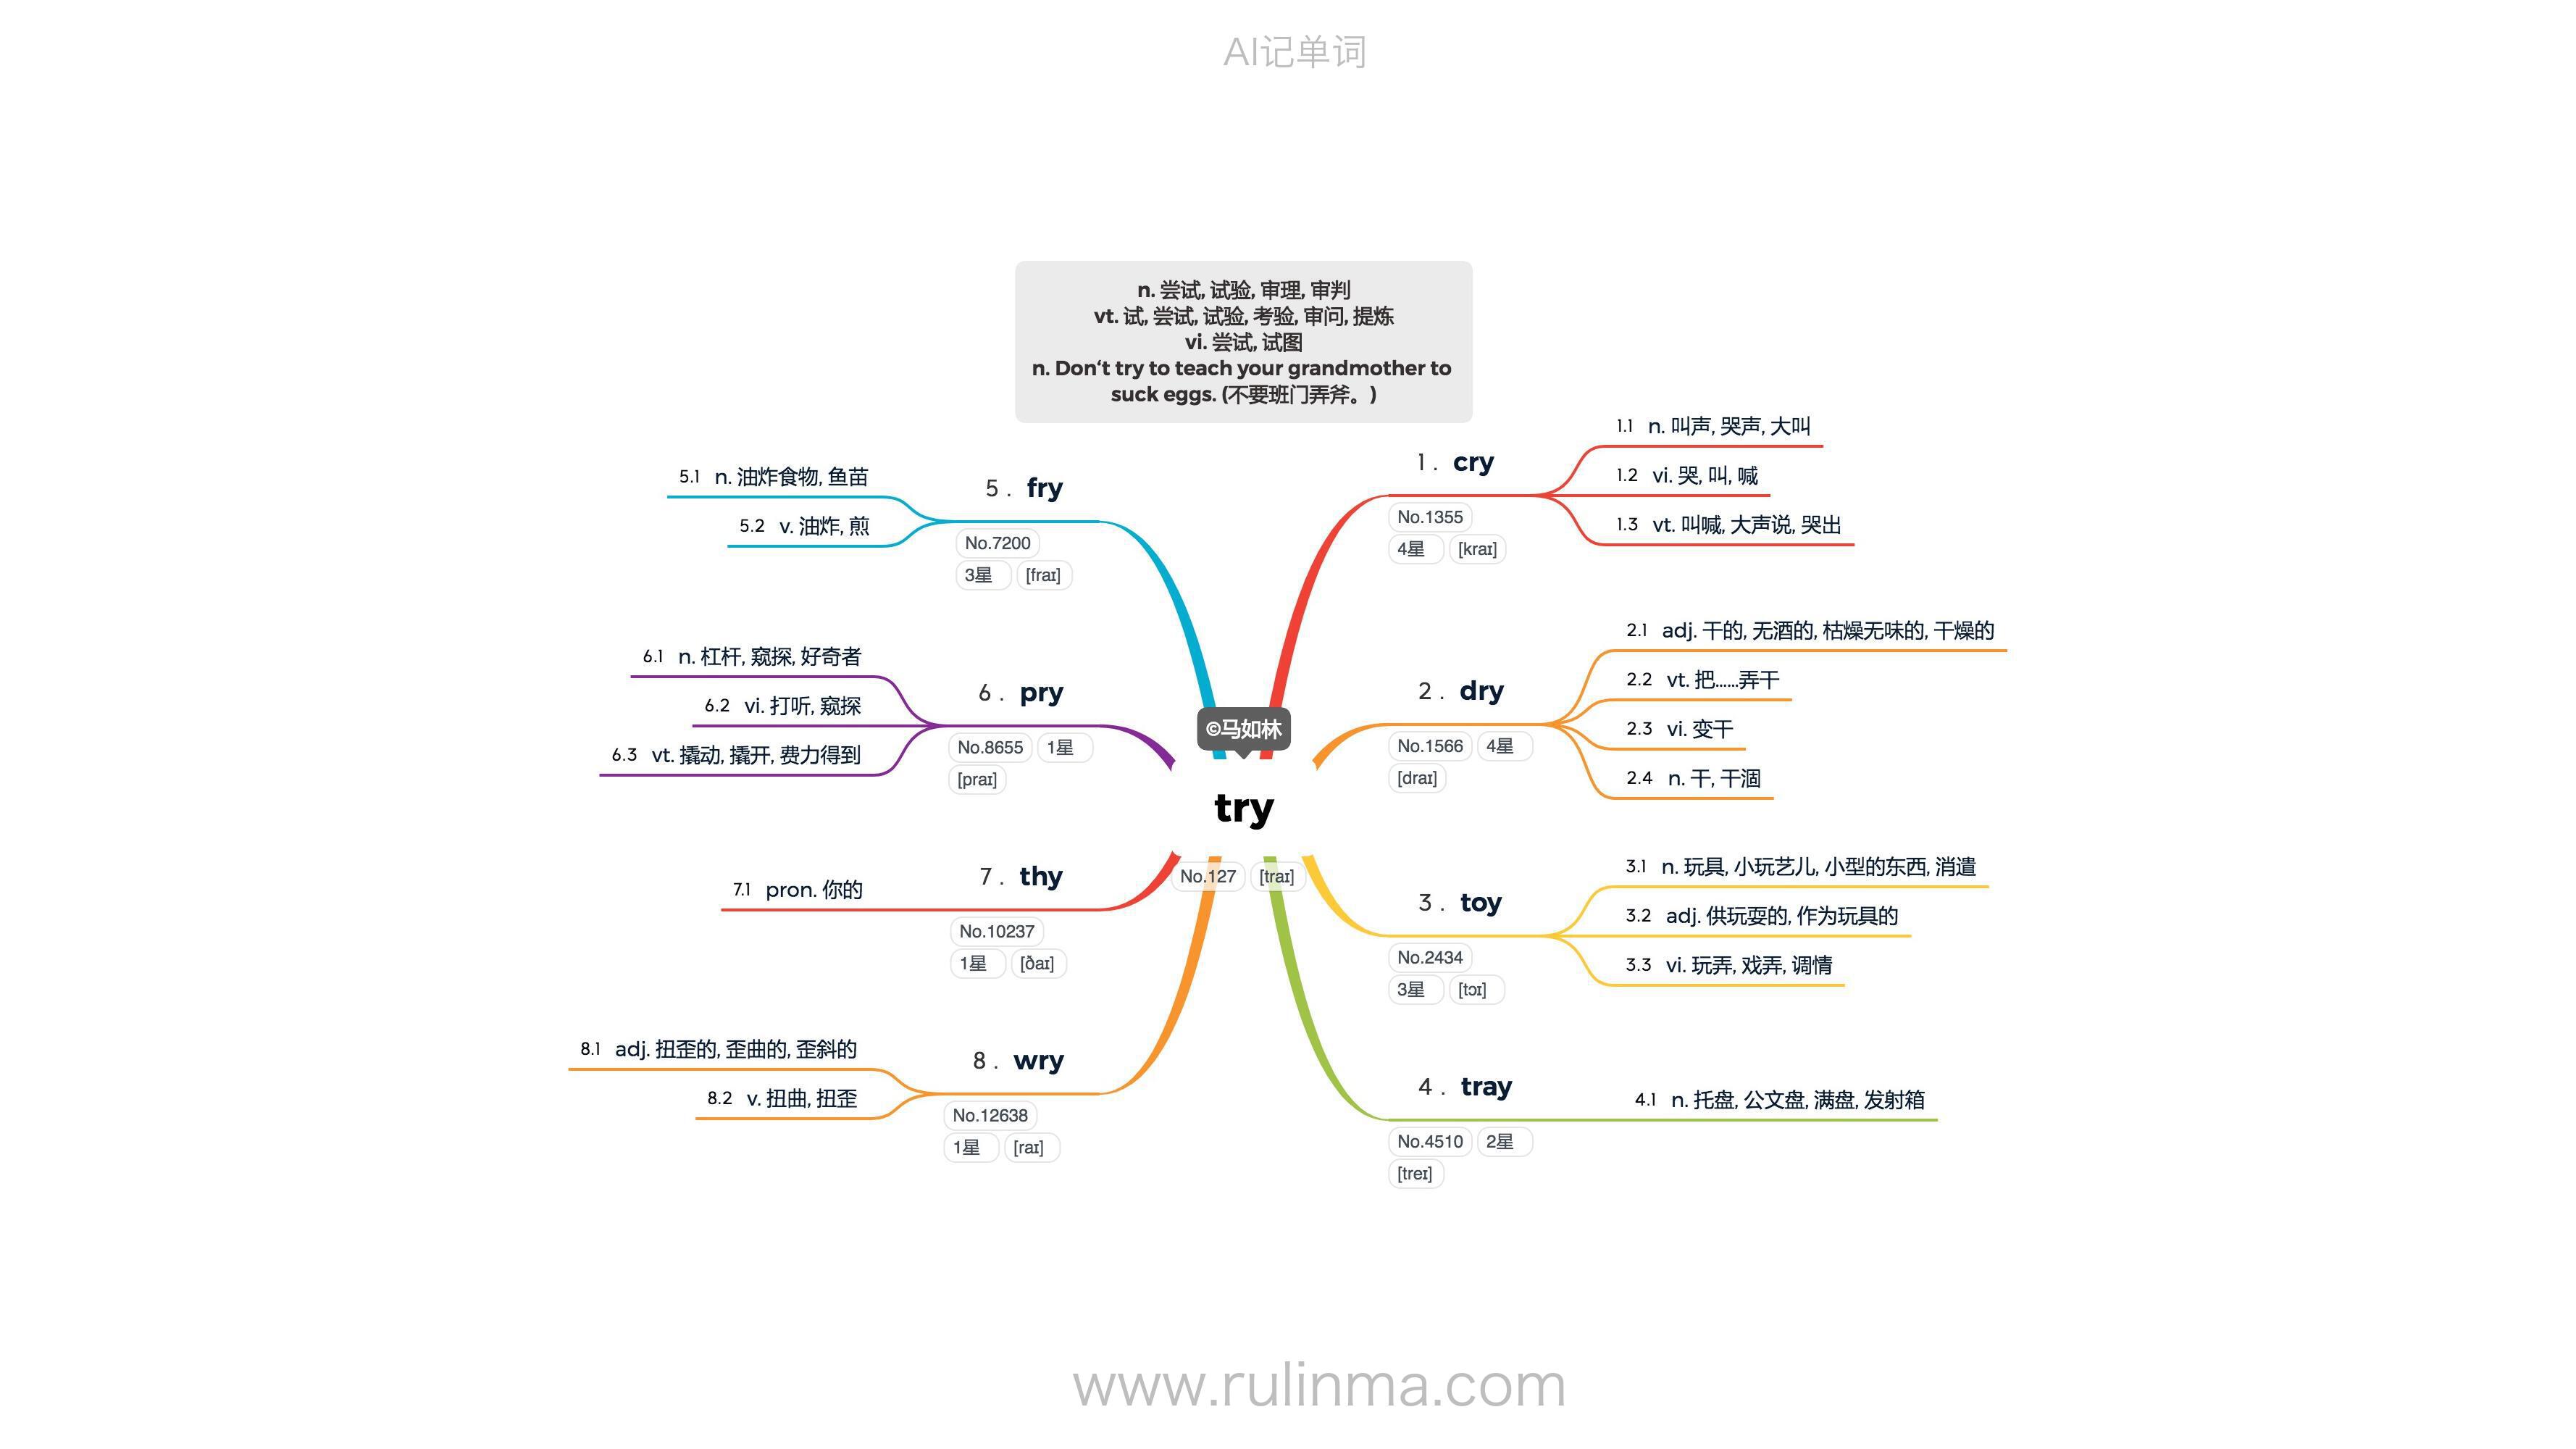 AI记单词
n. 尝试, 试验, 审理, 审判
vt. 试, 尝试, 试验, 考验, 审问, 提炼
vi. 尝试, 试图
n. Don‘t try to teach your grandmother to
suck eggs. (不要班门弄斧。)
©马如林
try
No.127 [traɪ]
1. cry
No.1355
4星 [kraɪ]
1.1 n. 叫声, 哭声, 大叫
1.2 vi. 哭, 叫, 喊
1.3 vt. 叫喊, 大声说, 哭出
2. dry
No.1566 4星
[draɪ]
2.1 adj. 干的, 无酒的, 枯燥无味的, 干燥的
2.2 vt. 把……弄干
2.3 vi. 变干
2.4 n. 干, 干涸
3. toy
No.2434
3星 [tɔɪ]
3.1 n. 玩具, 小玩艺儿, 小型的东西, 消遣
3.2 adj. 供玩耍的, 作为玩具的
3.3 vi. 玩弄, 戏弄, 调情
4. tray
No.4510 2星
[treɪ]
4.1 n. 托盘, 公文盘, 满盘, 发射箱
5. fry
No.7200
3星 [fraɪ]
5.1 n. 油炸食物, 鱼苗
5.2 v. 油炸, 煎
6. pry
No.8655 1星
[praɪ]
6.1 n. 杠杆, 窥探, 好奇者
6.2 vi. 打听, 窥探
6.3 vt. 撬动, 撬开, 费力得到
7. thy
No.10237
1星 [ðaɪ]
7.1 pron. 你的
8. wry
No.12638
1星 [raɪ]
8.1 adj. 扭歪的, 歪曲的, 歪斜的
8.2 v. 扭曲, 扭歪
www.rulinma.com